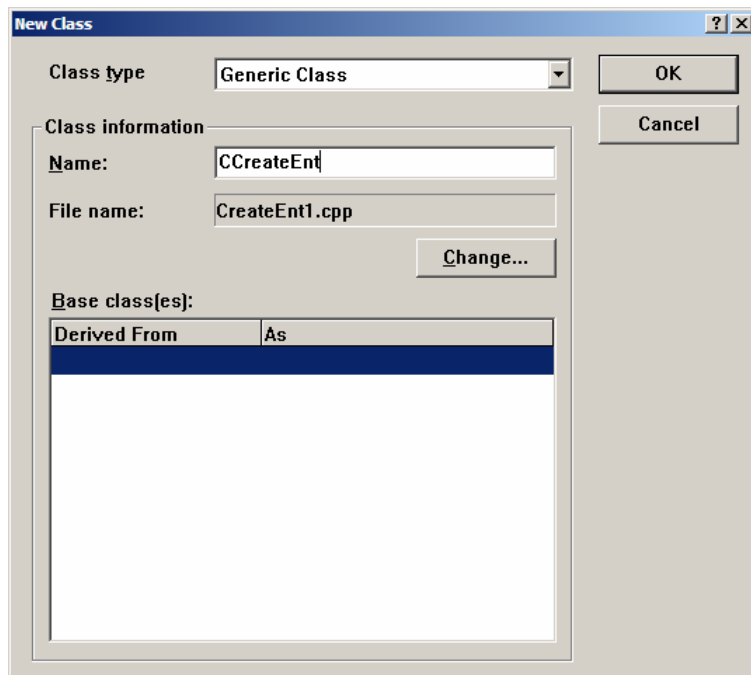 New Class
Class type
Generic Class
OK
Cancel
Class information
Name:
CCreateEnt
File name:
CreateEnt1.cpp
Change...
Base class(es):
Derived From
As